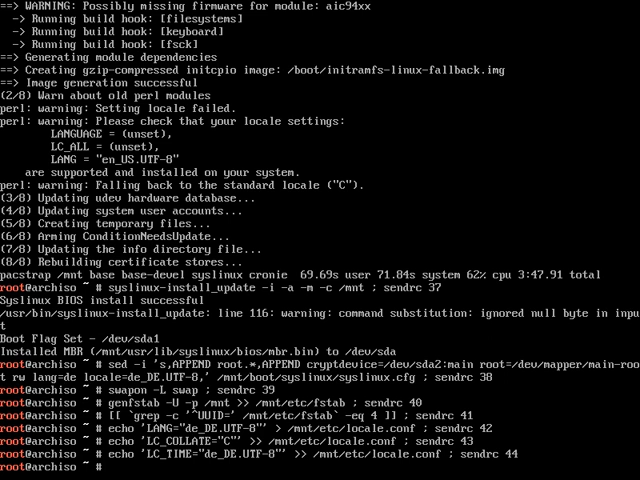 ==> WARNING: Possibly missing firmware for module: aic94xx
-> Running build hook: [filesystems]
-> Running build hook: [keyboard]
-> Running build hook: [fsck]
==> Generating module dependencies
==> Creating gzip-compressed initcpio image: /boot/initramfs-linux-fallback.img
==> Image generation successful
(2/8) Warn about old perl modules
perl: warning: Setting locale failed.
perl: warning: Please check that your locale settings:
LANGUAGE = (unset),
LC_ALL = (unset),
LANG = "en_US.UTF-8"
are supported and installed on your system.
perl: warning: Falling back to the standard locale ("C").
(3/8) Updating udev hardware database...
(4/8) Updating system user accounts...
(5/8) Creating temporary files...
(6/8) Arming ConditionNeedsUpdate...
(7/8) Updating the info directory file...
(8/8) Rebuilding certificate stores...
pacstrap /mnt base base-devel syslinux cronie  69.69s user 71.84s system 62% cpu 3:47.91 total
root@archiso ~ # syslinux-install_update -i -a -m -c /mnt ; sendrc 37
Syslinux BIOS install successful
/usr/bin/syslinux-install_update: line 116: warning: command substitution: ignored null byte in inpu
t
Boot Flag Set - /dev/sda1
Installed MBR (/mnt/usr/lib/syslinux/bios/mbr.bin) to /dev/sda
root@archiso ~ # sed -i 's,APPEND root.*,APPEND cryptdevice=/dev/sda2:main root=/dev/mapper/main-roo
t rw lang=de locale=de_DE.UTF-8,' /mnt/boot/syslinux/syslinux.cfg ; sendrc 38
root@archiso ~ # swapon -L swap ; sendrc 39
root@archiso ~ # genfstab -U -p /mnt >> /mnt/etc/fstab ; sendrc 40
root@archiso ~ # [[ `grep -c '^UUID=' /mnt/etc/fstab` -eq 4 ]] ; sendrc 41
root@archiso ~ # echo 'LANG="de_DE.UTF-8"' > /mnt/etc/locale.conf ; sendrc 42
root@archiso ~ # echo 'LC_COLLATE="C"' >> /mnt/etc/locale.conf ; sendrc 43
root@archiso ~ # echo 'LC_TIME="de_DE.UTF-8"' >> /mnt/etc/locale.conf ; sendrc 44
root@archiso ~ #